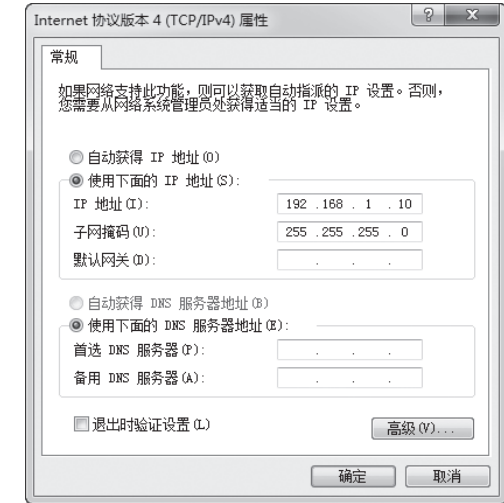 Internet 协议版本 4 (TCP/IPv4) 属性
常规
如果网络支持此功能，则可以获取自动指派的 IP 设置。否则，
您需要从网络系统管理员处获得适当的 IP 设置。
自动获得 IP 地址(O)
使用下面的 IP 地址(S):
IP 地址(I): 192 .168 . 1 . 10
子网掩码(U): 255 .255 .255 . 0
默认网关(D): . . .
自动获得 DNS 服务器地址(B)
使用下面的 DNS 服务器地址(E):
首选 DNS 服务器(P): . . .
备用 DNS 服务器(A): . . .
退出时验证设置(L)
高级(V)...
确定 取消